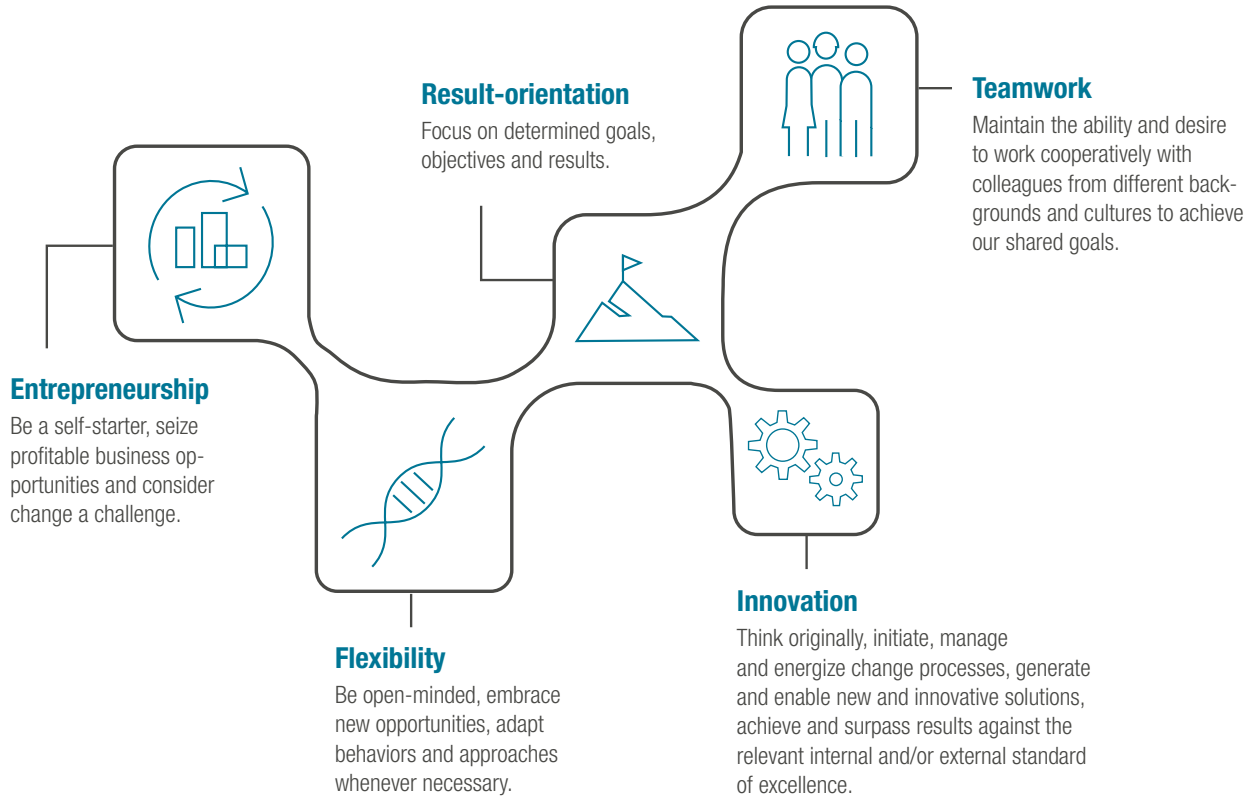 Result-orientation
Focus on determined goals,
objectives and results.
Teamwork
Maintain the ability and desire
to work cooperatively with
colleagues from different back-
grounds and cultures to achieve
our shared goals.
Entrepreneurship
Be a self-starter, seize
profitable business op-
portunities and consider
change a challenge.
Flexibility
Be open-minded, embrace
new opportunities, adapt
behaviors and approaches
whenever necessary.
Innovation
Think originally, initiate, manage
and energize change processes, generate
and enable new and innovative solutions,
achieve and surpass results against the
relevant internal and/or external standard
of excellence.